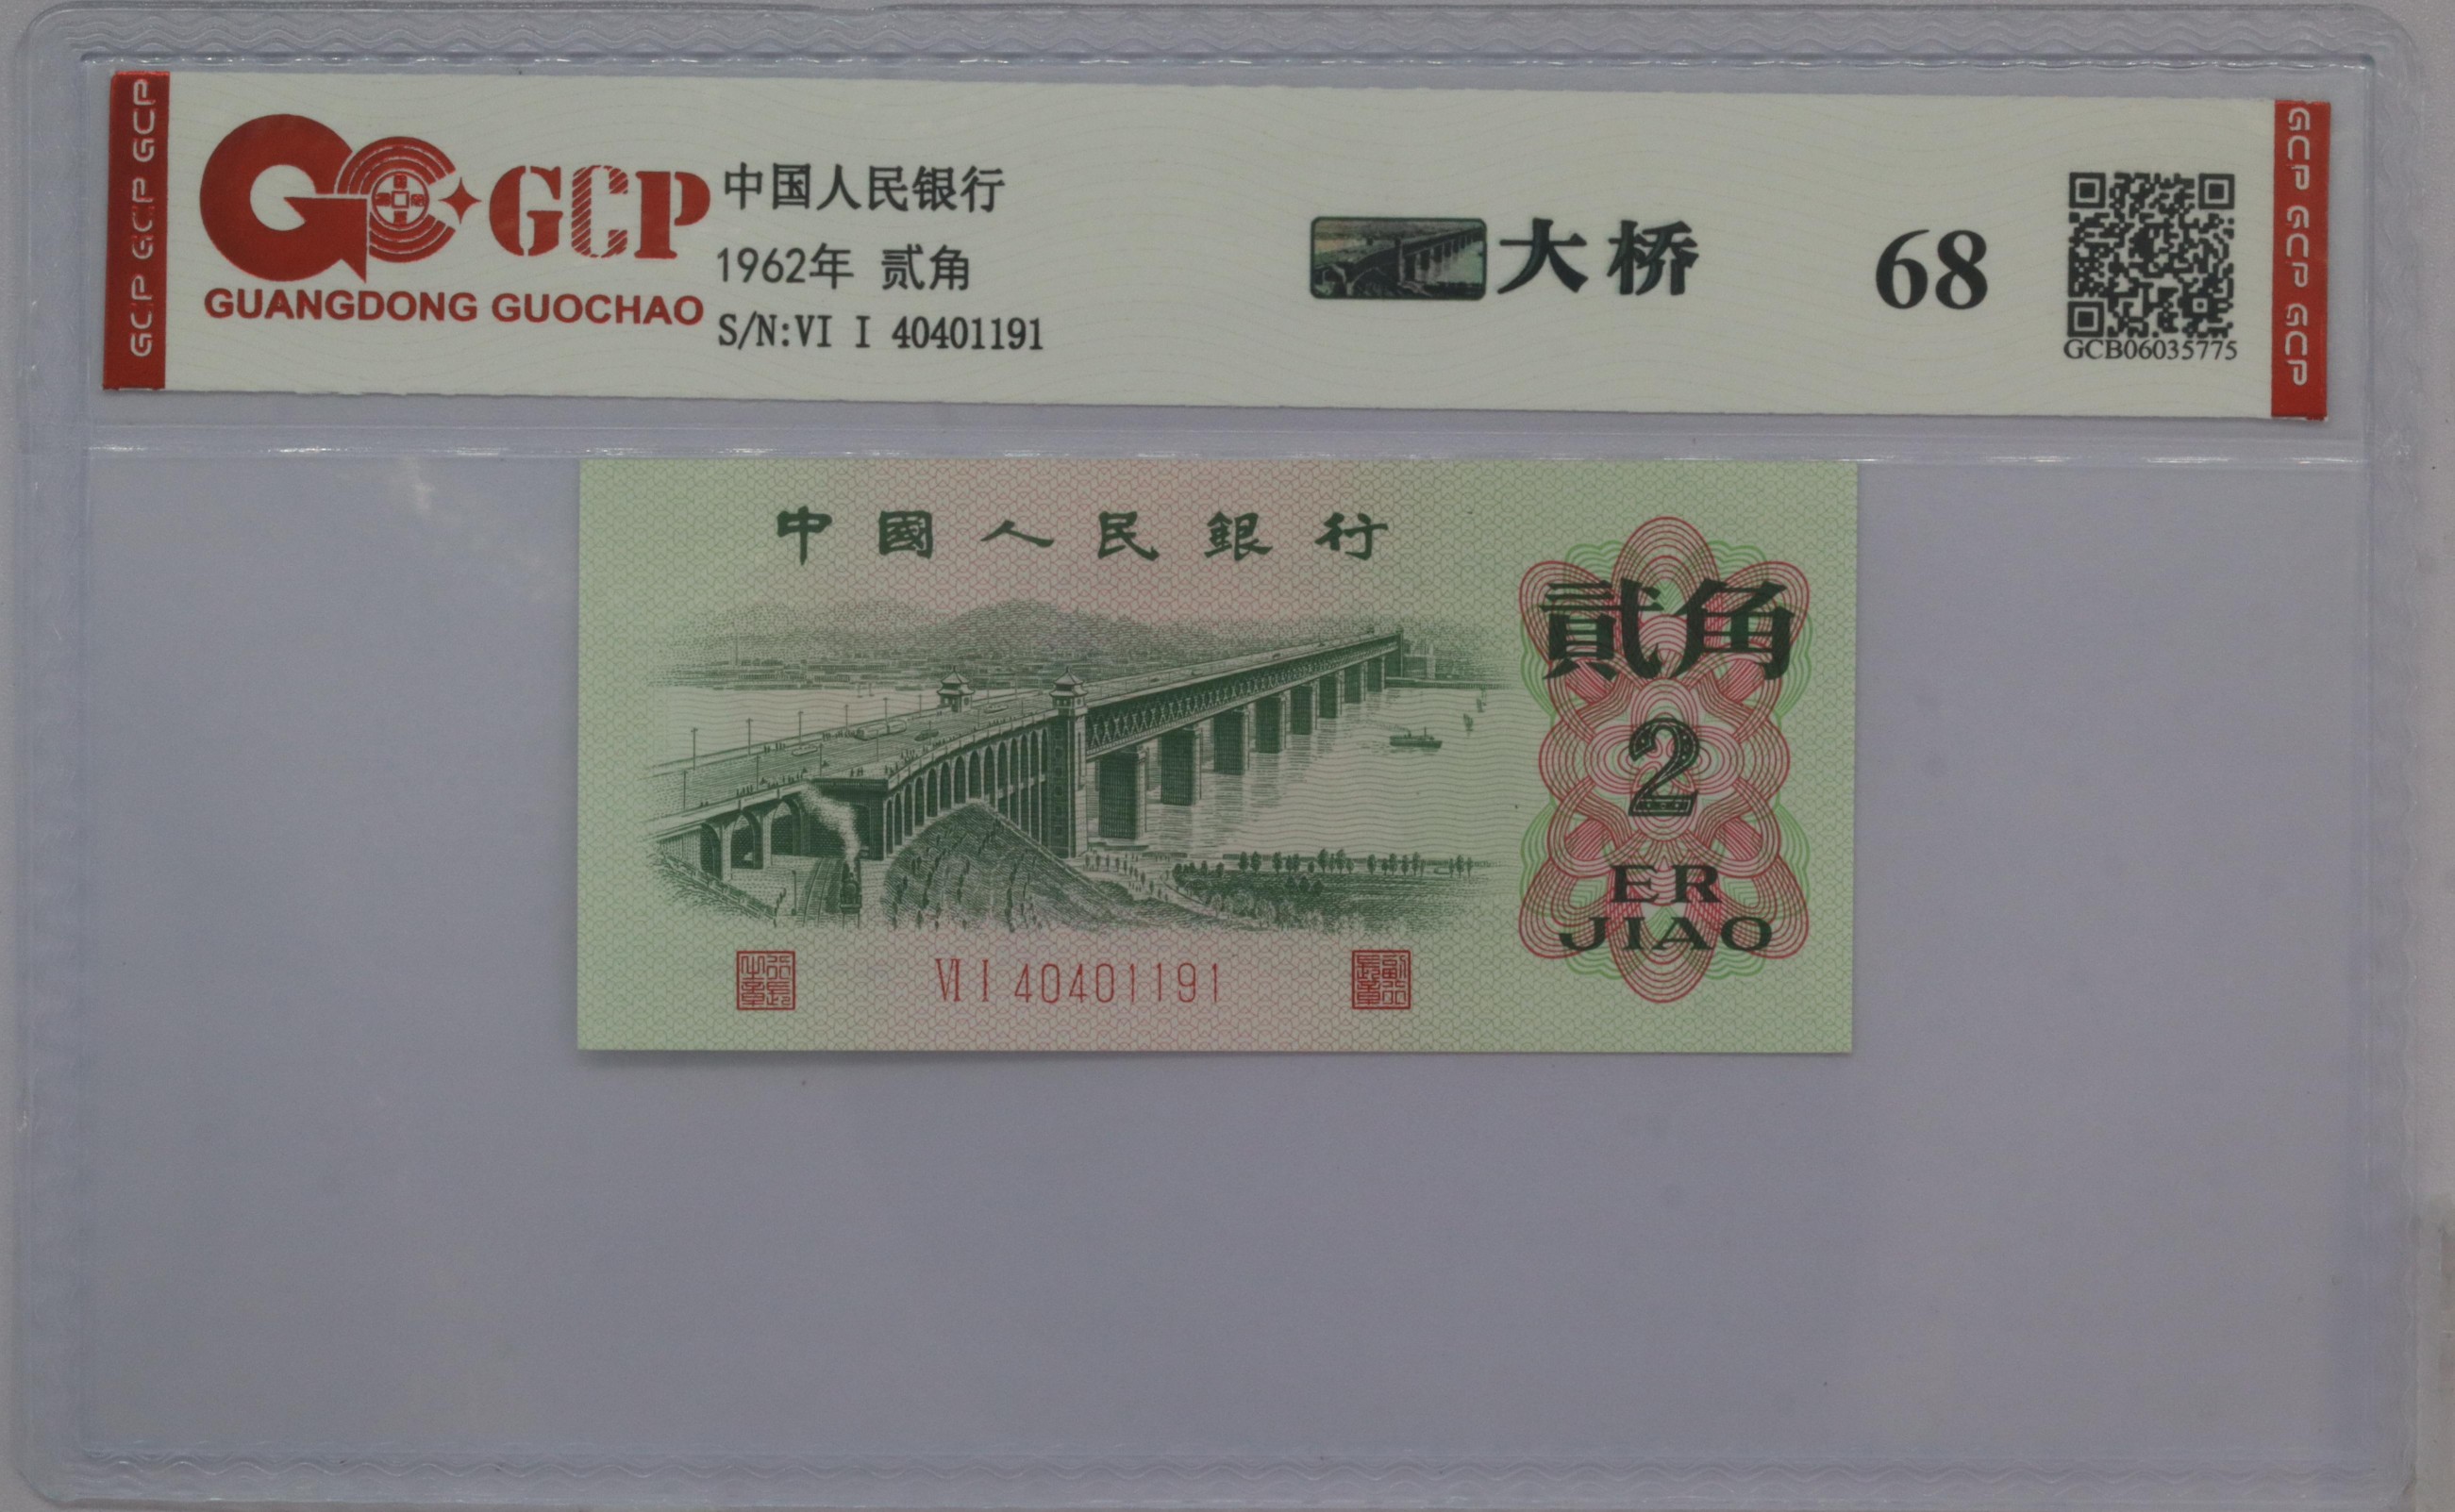 GCP GCP GCP
GCP
GUANGDONG GUOCHAO
中国人民银行
1962年 贰角
S/N:VI I 40401191
大桥
68
GCB06035775
GCP GCP GCP
中國人民銀行
貳角
2
ER
JIAO
VI I 40401191